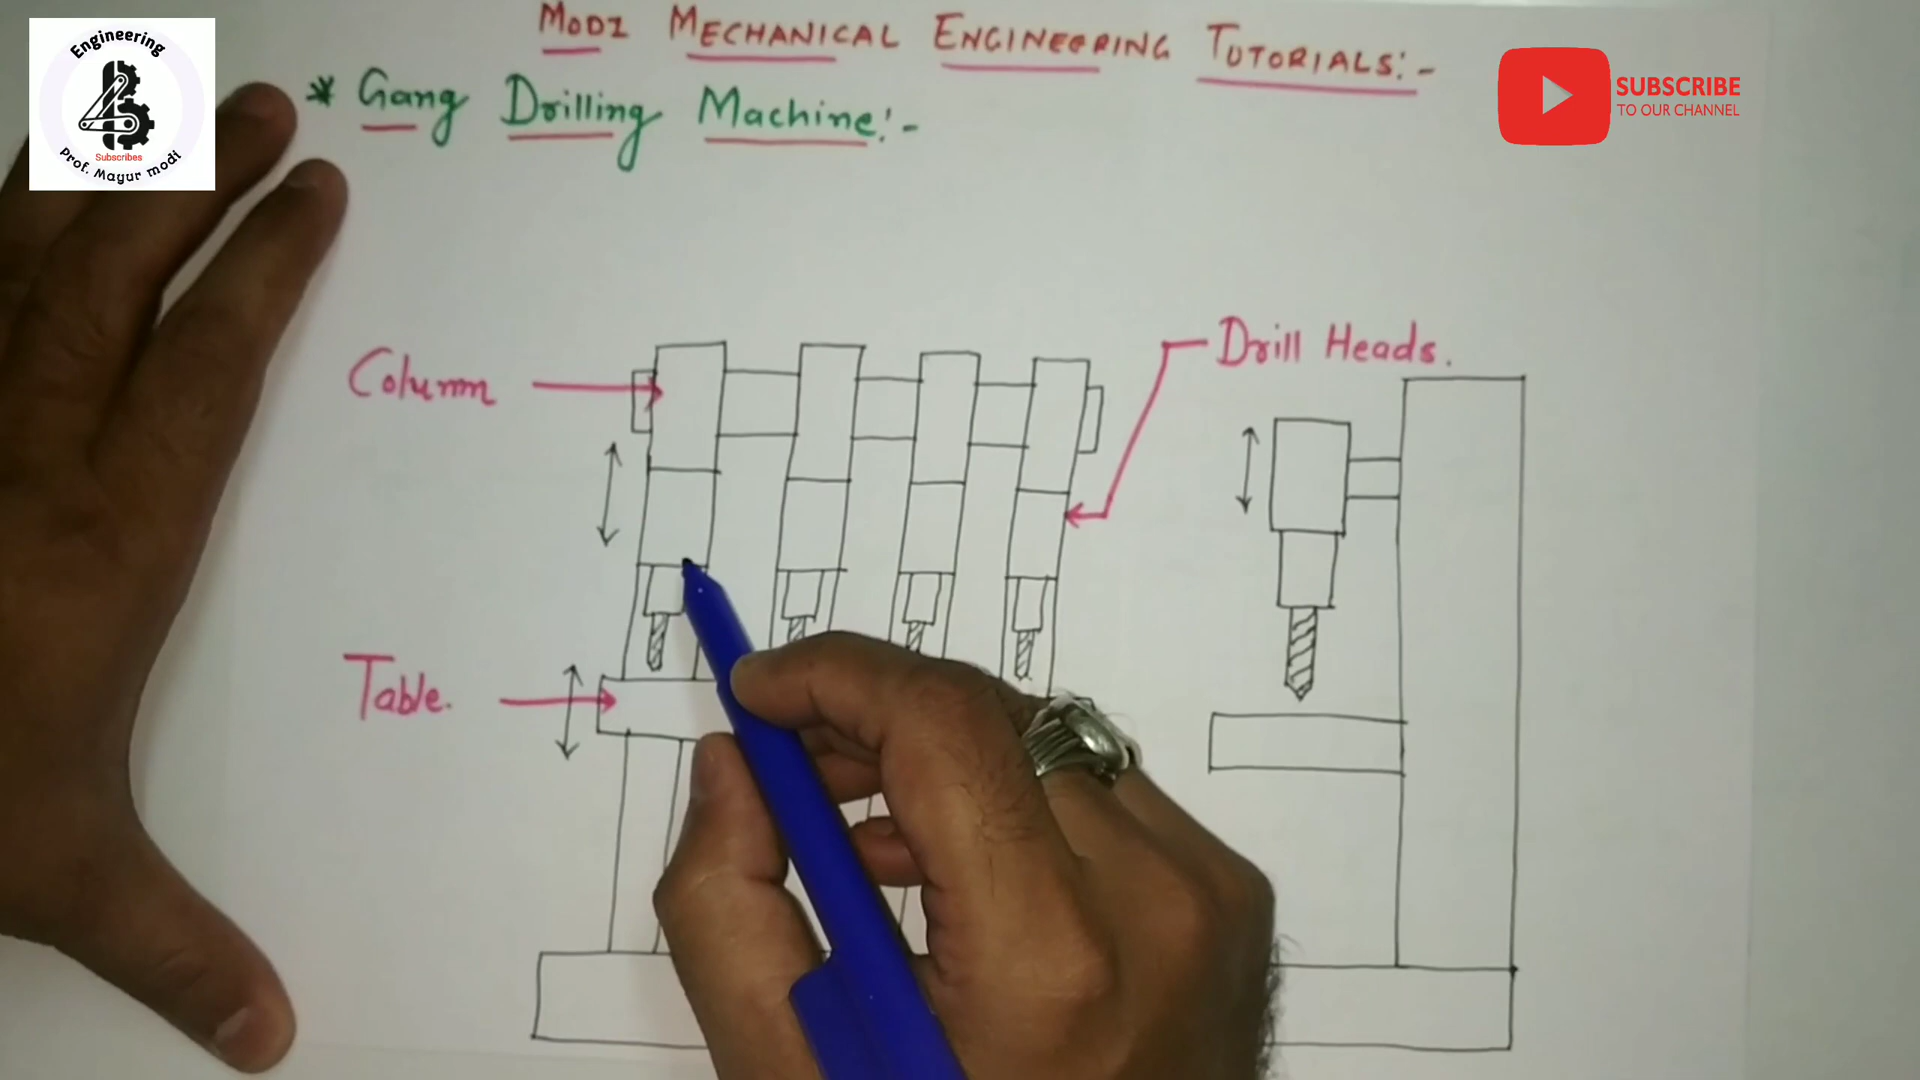 MODI MECHANICAL ENGINEERING TUTORIALS:-
Engineering
Subscribes
Prof. Mayur modi
SUBSCRIBE
TO OUR CHANNEL
* Gang Drilling Machine:-
Column
Drill Heads.
Table.